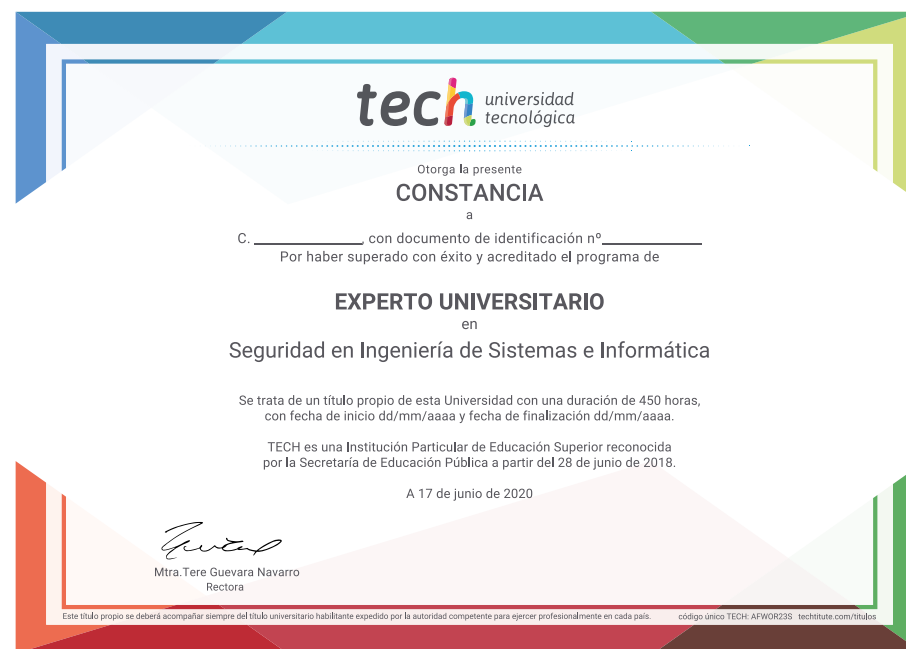 tech universidad
tecnológica
Otorga la presente
CONSTANCIA
a
C. ____________, con documento de identificación nº___________
Por haber superado con éxito y acreditado el programa de
EXPERTO UNIVERSITARIO
en
Seguridad en Ingeniería de Sistemas e Informática
Se trata de un título propio de esta Universidad con una duración de 450 horas,
con fecha de inicio dd/mm/aaaa y fecha de finalización dd/mm/aaaa.
TECH es una Institución Particular de Educación Superior reconocida
por la Secretaría de Educación Pública a partir del 28 de junio de 2018.
A 17 de junio de 2020
Mtra.Tere Guevara Navarro
Rectora
Este título propio se deberá acompañar siempre del título universitario habilitante expedido por la autoridad competente para ejercer profesionalmente en cada país. código único TECH: AFWOR23S techtitute.com/titulos